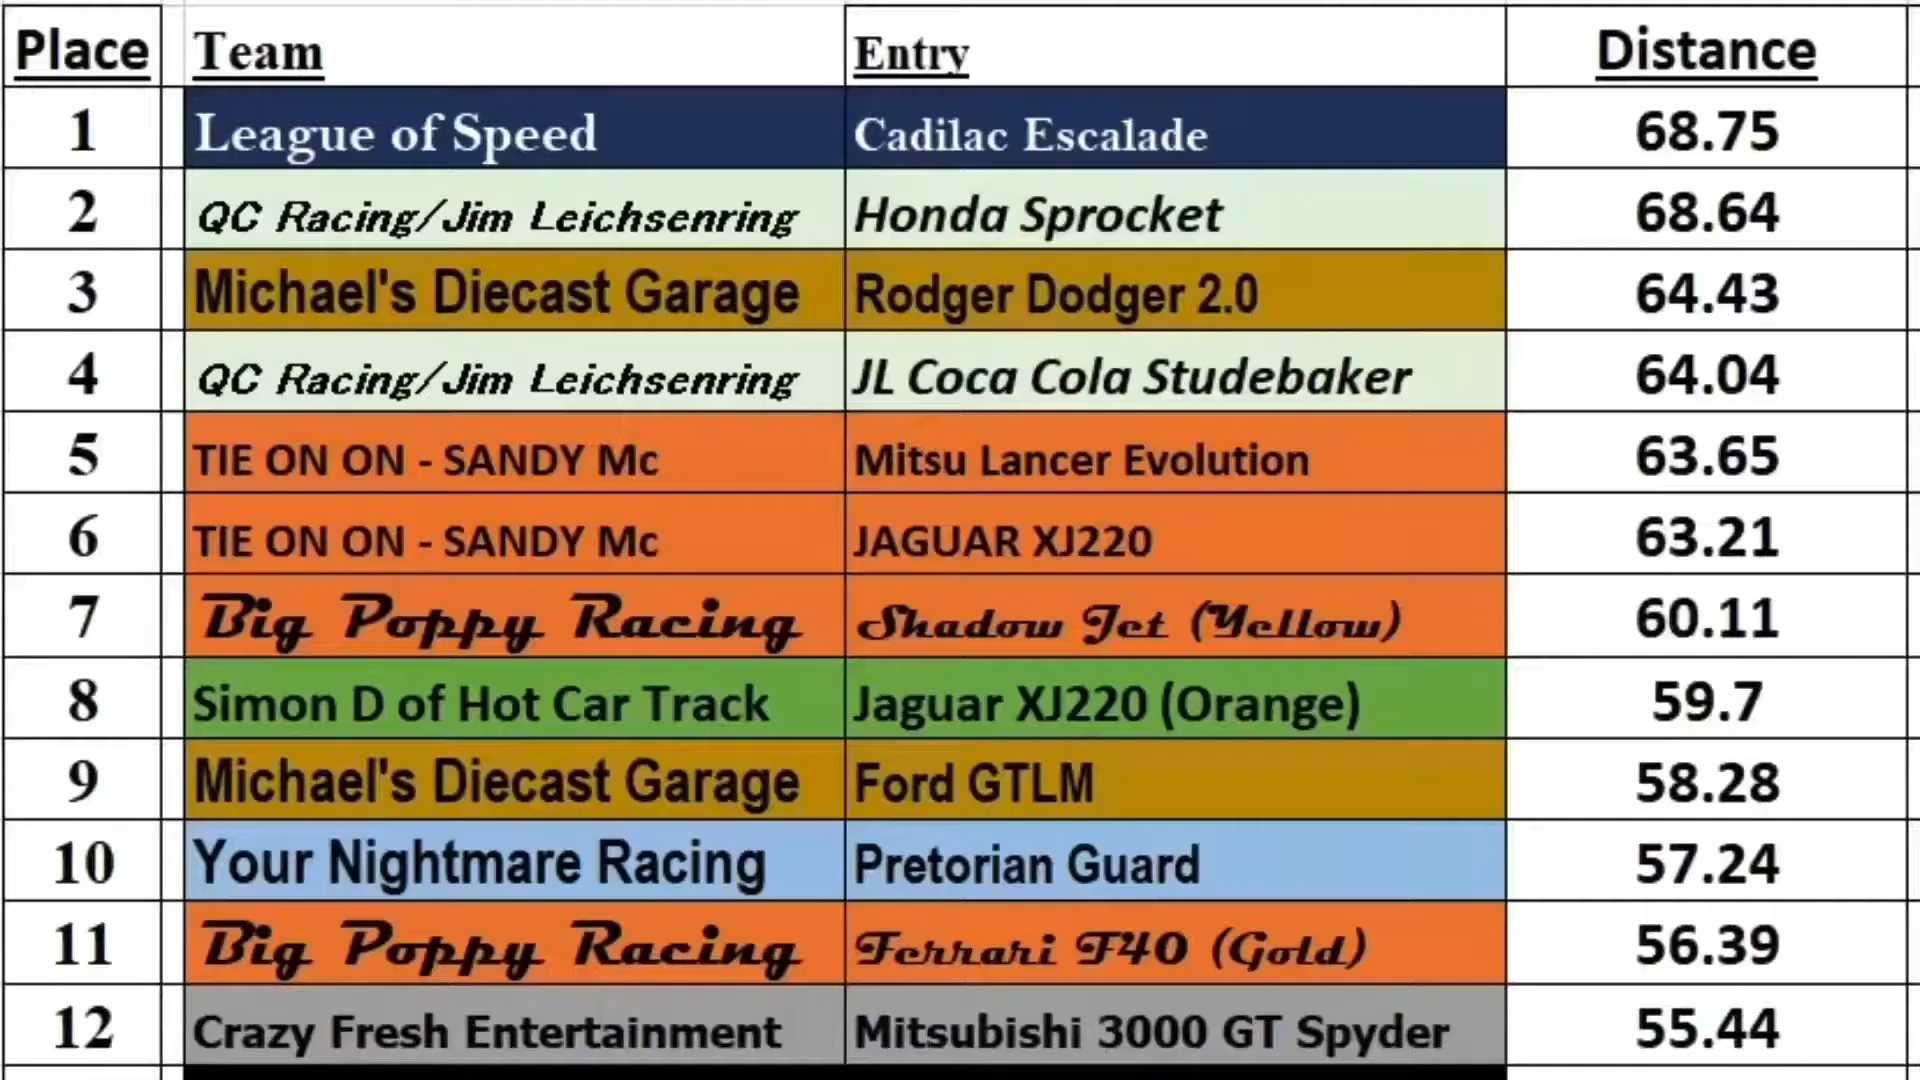 Place Team Entry Distance
1 League of Speed Cadilac Escalade 68.75
2 QC Racing/Jim Leichsenring Honda Sprocket 68.64
3 Michael's Diecast Garage Rodger Dodger 2.0 64.43
4 QC Racing/Jim Leichsenring JL Coca Cola Studebaker 64.04
5 TIE ON ON - SANDY Mc Mitsu Lancer Evolution 63.65
6 TIE ON ON - SANDY Mc JAGUAR XJ220 63.21
7 Big Poppy Racing Shadow Jet (Yellow) 60.11
8 Simon D of Hot Car Track Jaguar XJ220 (Orange) 59.7
9 Michael's Diecast Garage Ford GTLM 58.28
10 Your Nightmare Racing Pretorian Guard 57.24
11 Big Poppy Racing Ferrari F40 (Gold) 56.39
12 Crazy Fresh Entertainment Mitsubishi 3000 GT Spyder 55.44